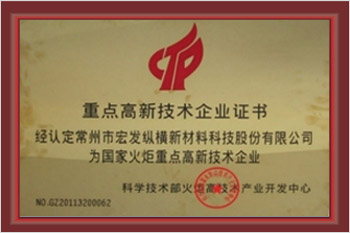 CTP
重点高新技术企业证书
经认定常州市宏发纵横新材料科技股份有限公司
为国家火炬重点高新技术企业
科学技术部火炬高技术产业开发中心
NO.GZ20113200062